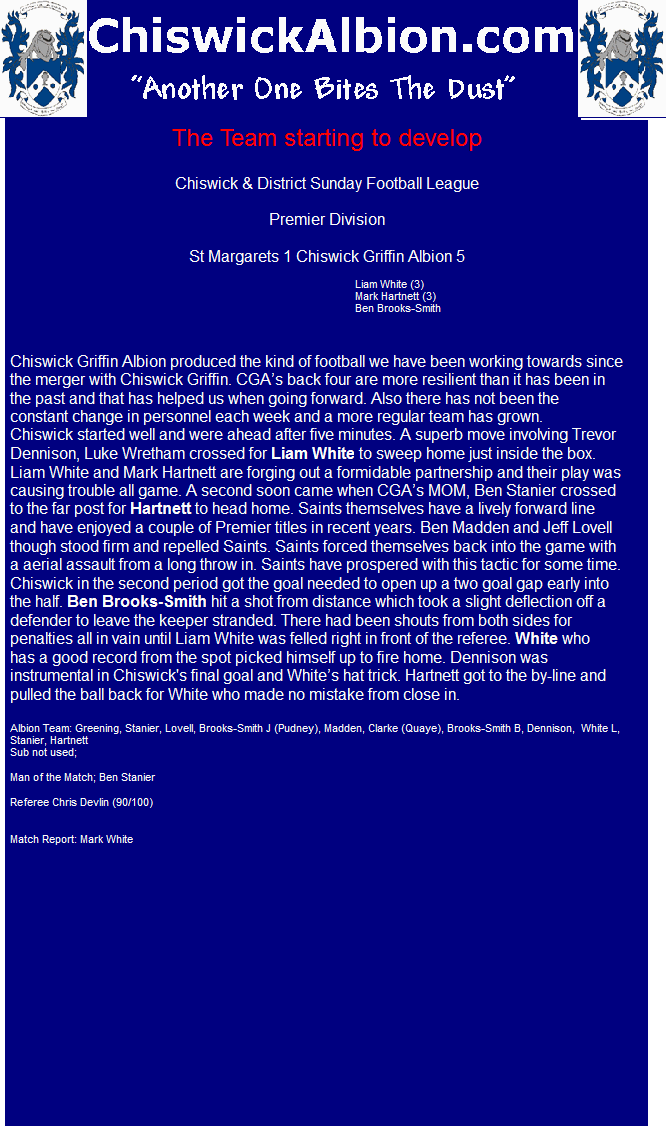 ChiswickAlbion.com
"Another One Bites The Dust"
The Team starting to develop
Chiswick & District Sunday Football League
Premier Division
St Margarets 1 Chiswick Griffin Albion 5
Liam White (3)
Mark Hartnett (3)
Ben Brooks-Smith
Chiswick Griffin Albion produced the kind of football we have been working towards since
the merger with Chiswick Griffin. CGA's back four are more resilient than it has been in
the past and that has helped us when going forward. Also there has not been the
constant change in personnel each week and a more regular team has grown.
Chiswick started well and were ahead after five minutes. A superb move involving Trevor
Dennison, Luke Wretham crossed for Liam White to sweep home just inside the box.
Liam White and Mark Hartnett are forging out a formidable partnership and their play was
causing trouble all game. A second soon came when CGA's MOM, Ben Stanier crossed
to the far post for Hartnett to head home. Saints themselves have a lively forward line
and have enjoyed a couple of Premier titles in recent years. Ben Madden and Jeff Lovell
though stood firm and repelled Saints. Saints forced themselves back into the game with
a aerial assault from a long throw in. Saints have prospered with this tactic for some time.
Chiswick in the second period got the goal needed to open up a two goal gap early into
the half. Ben Brooks-Smith hit a shot from distance which took a slight deflection off a
defender to leave the keeper stranded. There had been shouts from both sides for
penalties all in vain until Liam White was felled right in front of the referee. White who
has a good record from the spot picked himself up to fire home. Dennison was
instrumental in Chiswick's final goal and White's hat trick. Hartnett got to the by-line and
pulled the ball back for White who made no mistake from close in.
Albion Team: Greening, Stanier, Lovell, Brooks-Smith J (Pudney), Madden, Clarke (Quaye), Brooks-Smith B, Dennison, White L,
Stanier, Hartnett
Sub not used;
Man of the Match; Ben Stanier
Referee Chris Devlin (90/100)
Match Report: Mark White